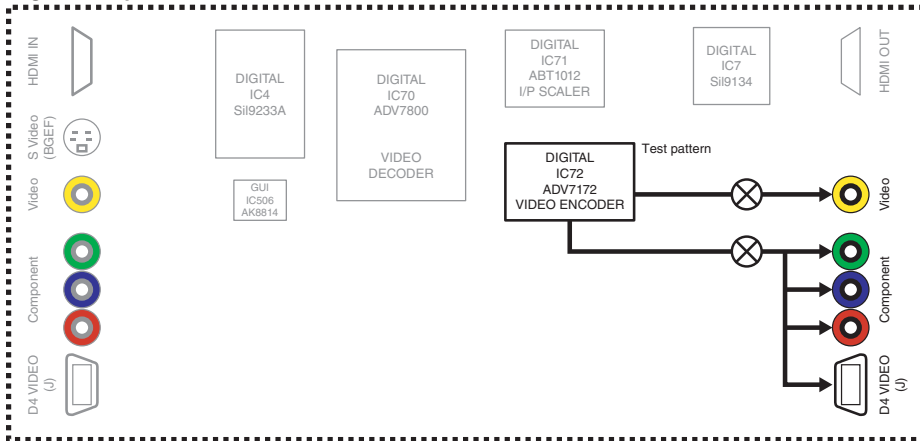 HDMI IN
S Video
(BGEF)
Video
Component
D4 VIDEO
(J)
DIGITAL
IC4
Sil9233A
GUI
IC506
AK8814
DIGITAL
IC70
ADV7800
VIDEO
DECODER
DIGITAL
IC71
ABT1012
I/P SCALER
DIGITAL
IC7
Sil9134
DIGITAL
IC72
ADV7172
VIDEO ENCODER
Test pattern
HDMI OUT
Video
Component
D4 VIDEO
(J)